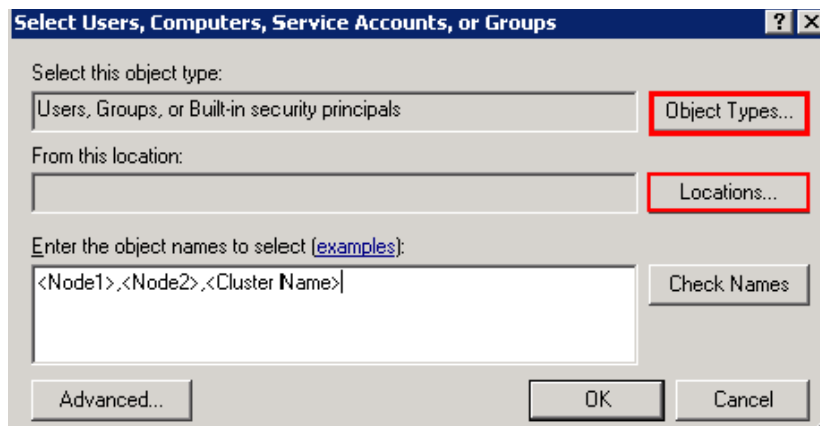 Select Users, Computers, Service Accounts, or Groups
Select this object type:
Users, Groups, or Built-in security principals
Object Types...
From this location:
Locations...
Enter the object names to select (examples):
<Node1>,<Node2>,<Cluster Name>
Check Names
Advanced...
OK
Cancel